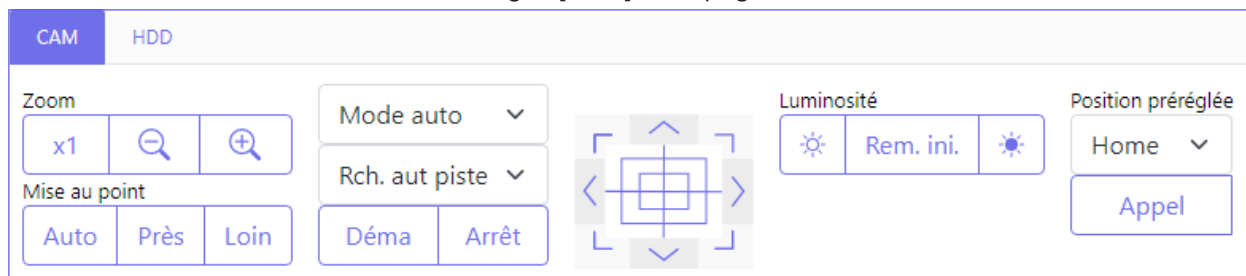 CAM HDD
Zoom
x1
Mise au point
Auto Près Loin
Mode auto
Rch. aut piste
Déma Arrêt
Luminosité
Rem. ini.
Position préréglée
Home
Appel